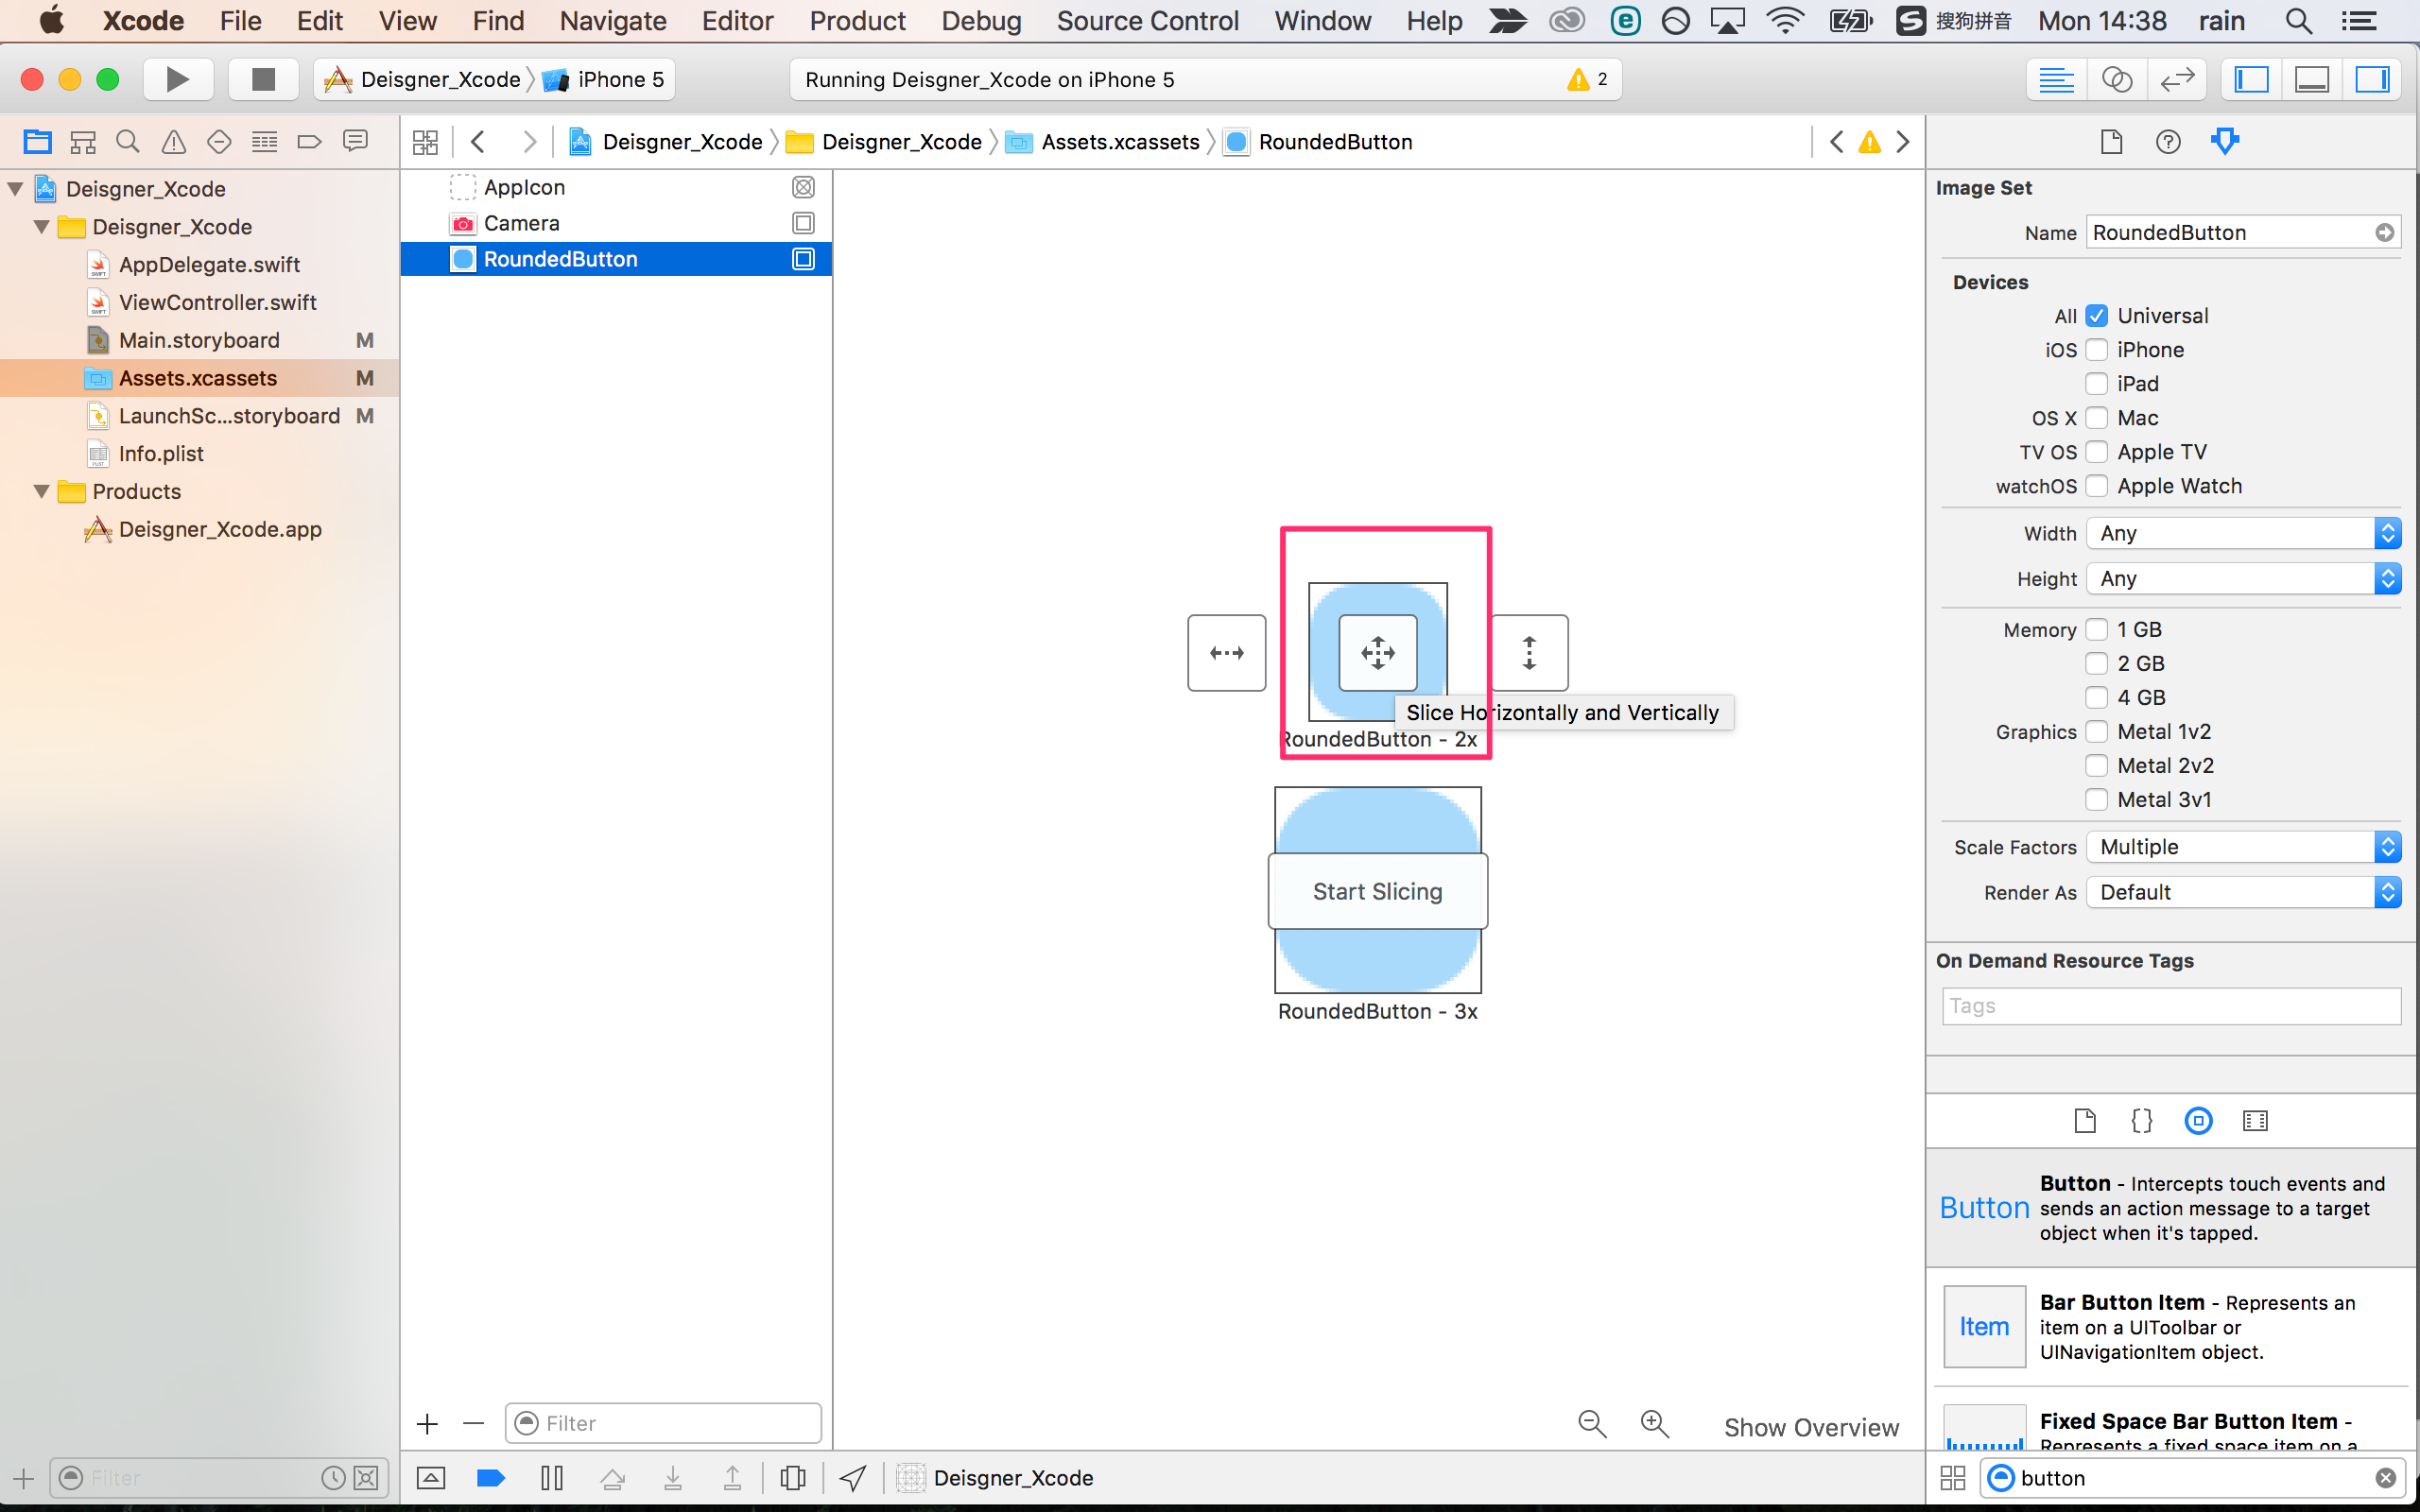 Xcode File Edit View Find Navigate Editor Product Debug Source Control Window Help 搜狗拼音 Mon 14:38 rain
Deisgner_Xcode iPhone 5 Running Deisgner_Xcode on iPhone 5 2
Deisgner_Xcode Deisgner_Xcode Assets.xcassets RoundedButton
Deisgner_Xcode
Deisgner_Xcode
AppDelegate.swift
ViewController.swift
Main.storyboard M
Assets.xcassets M
LaunchSc...storyboard M
Info.plist
Products
Deisgner_Xcode.app
Filter
AppIcon
Camera
RoundedButton
Filter
Slice Horizontally and Vertically
RoundedButton - 2x
Start Slicing
RoundedButton - 3x
Show Overview
Deisgner_Xcode
Image Set
Name RoundedButton
Devices
All Universal
iOS iPhone
iPad
OS X Mac
TV OS Apple TV
watchOS Apple Watch
Width Any
Height Any
Memory 1 GB
2 GB
4 GB
Graphics Metal 1v2
Metal 2v2
Metal 3v1
Scale Factors Multiple
Render As Default
On Demand Resource Tags
Tags
Button
Button - Intercepts touch events and
sends an action message to a target
object when it's tapped.
Item
Bar Button Item - Represents an
item on a UIToolbar or
UINavigationItem object.
Fixed Space Bar Button Item -
Represents a fixed space item on a
button